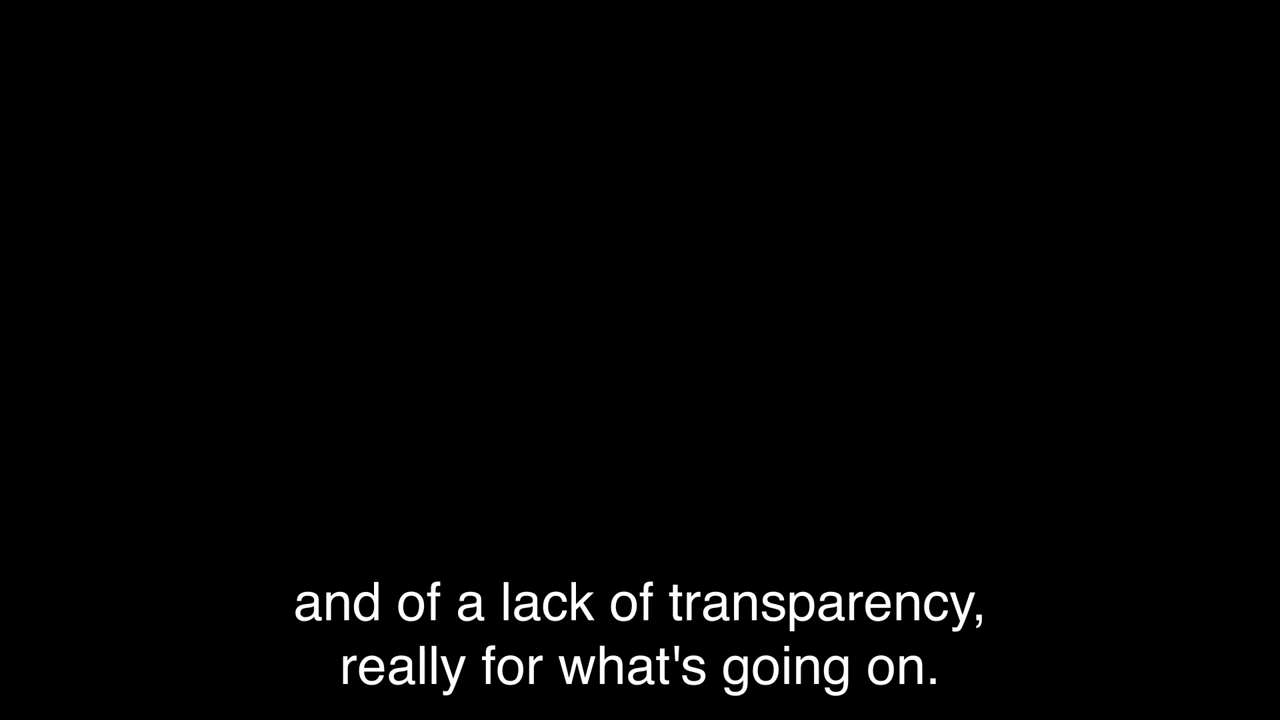 and of a lack of transparency,
really for what's going on.